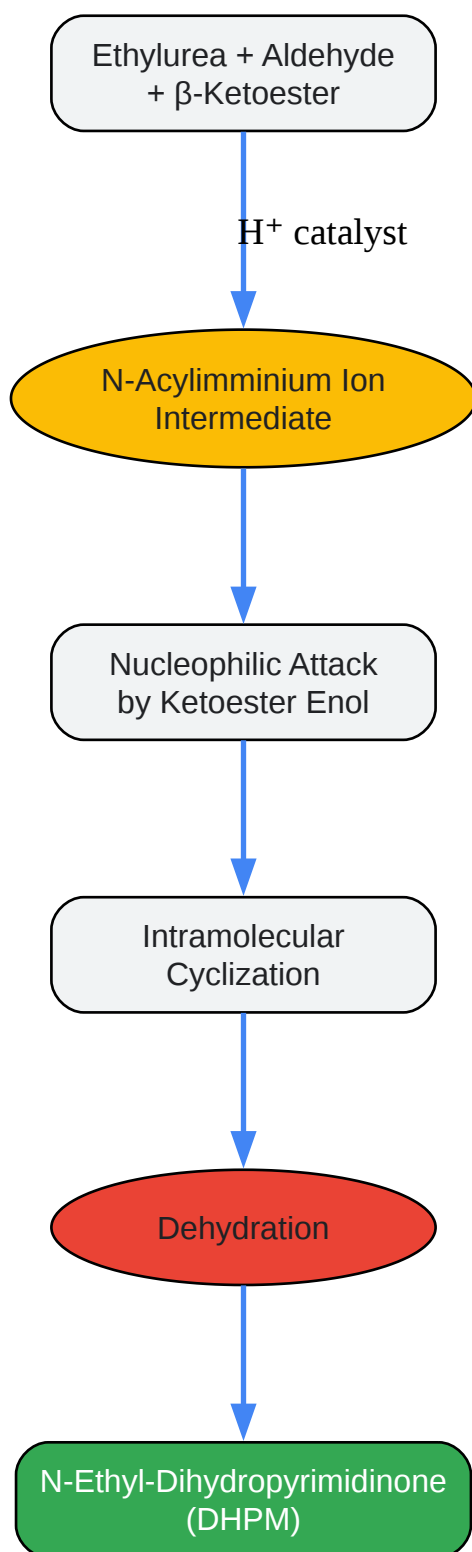 Ethylurea + Aldehyde
+ β-Ketoester
H⁺ catalyst
N-Acylimminium Ion
Intermediate
Nucleophilic Attack
by Ketoester Enol
Intramolecular
Cyclization
Dehydration
N-Ethyl-Dihydropyrimidinone
(DHPM)